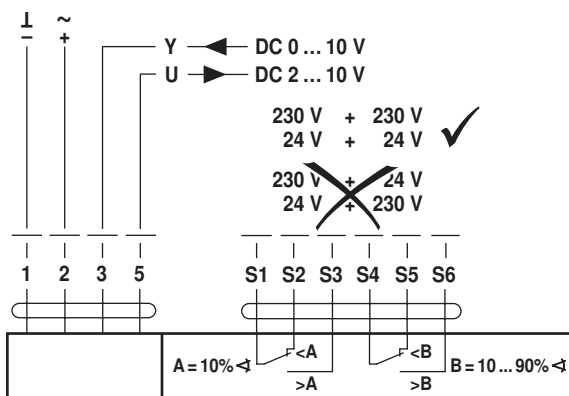 ⊥ ~
– +
Y DC 0 ... 10 V
U DC 2 ... 10 V
230 V + 230 V
24 V + 24 V
230 V + 24 V
24 V + 230 V
1 2 3 5 S1 S2 S3 S4 S5 S6
A = 10% ∢ <A <B B = 10 ... 90% ∢
>A >B